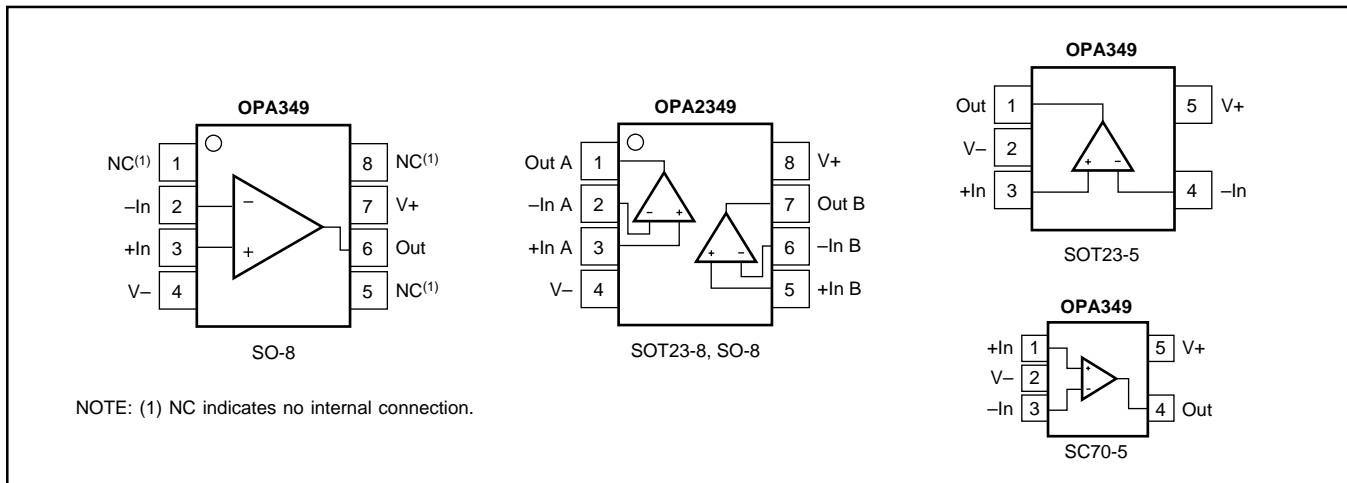 OPA349
NC(1) 1
–In 2
+In 3
V– 4
8 NC(1)
7 V+
6 Out
5 NC(1)
–
+
SO-8
OPA2349
Out A 1
–In A 2
+In A 3
V– 4
8 V+
7 Out B
6 –In B
5 +In B
– +
+ –
SOT23-8, SO-8
OPA349
Out 1
V– 2
+In 3
5 V+
4 –In
+ –
SOT23-5
OPA349
+In 1
V– 2
–In 3
5 V+
4 Out
+
–
SC70-5
NOTE: (1) NC indicates no internal connection.